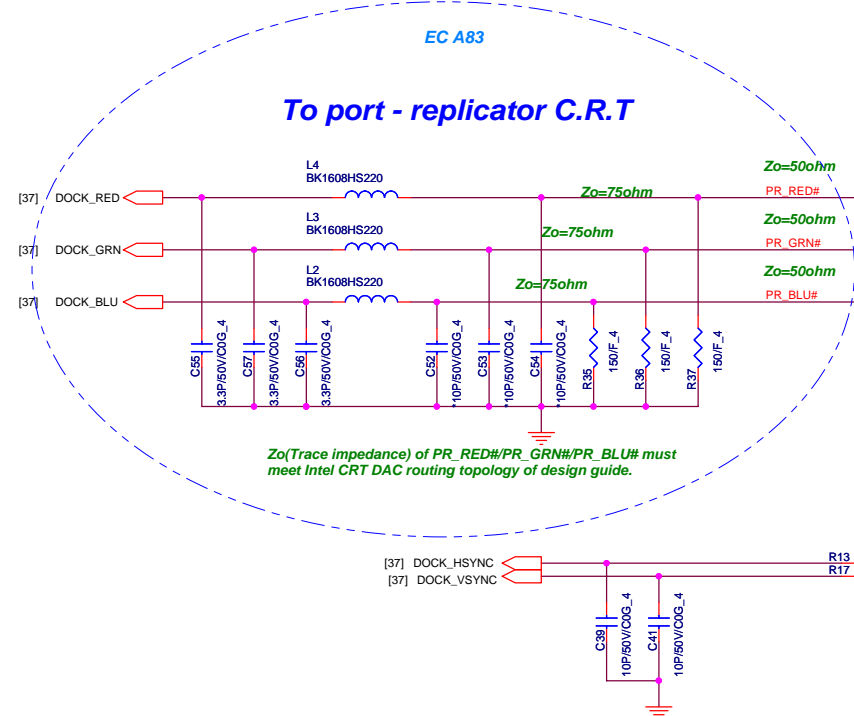 EC A83
To port - replicator C.R.T
L4
BK1608HS220
Zo=50ohm
[37] DOCK_RED
Zo=75ohm
PR_RED#
L3
BK1608HS220
Zo=50ohm
[37] DOCK_GRN
Zo=75ohm
PR_GRN#
L2
BK1608HS220
Zo=50ohm
[37] DOCK_BLU
Zo=75ohm
PR_BLU#
C55
3.3P/50V/C0G_4
C57
3.3P/50V/C0G_4
C56
3.3P/50V/C0G_4
C52
*10P/50V/C0G_4
C53
*10P/50V/C0G_4
C54
*10P/50V/C0G_4
R35
150/F_4
R36
150/F_4
R37
150/F_4
Zo(Trace impedance) of PR_RED#/PR_GRN#/PR_BLU# must
meet Intel CRT DAC routing topology of design guide.
[37] DOCK_HSYNC
R13
[37] DOCK_VSYNC
R17
C39
10P/50V/C0G_4
C41
10P/50V/C0G_4